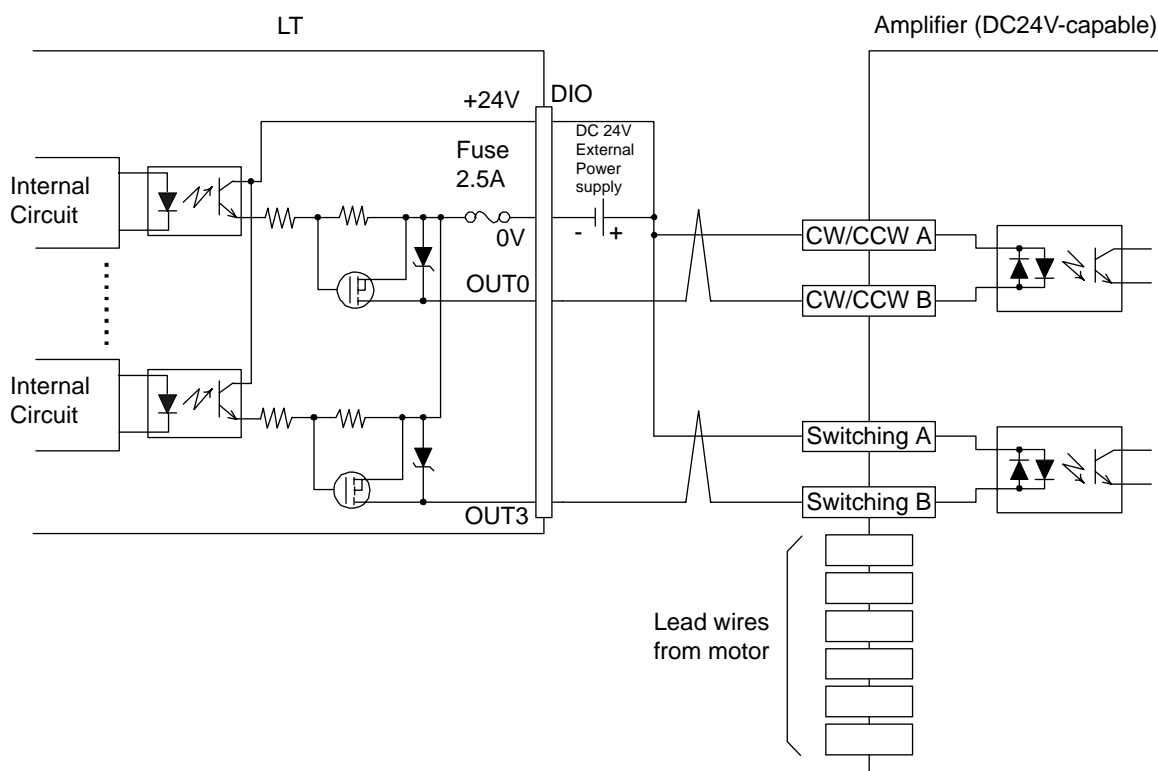 LT
Amplifier (DC24V-capable)
+24V
DIO
DC 24V
External
Power
supply
Fuse
2.5A
Internal
Circuit
0V
- +
CW/CCW A
OUT0
CW/CCW B
Internal
Circuit
Switching A
Switching B
OUT3
Lead wires
from motor